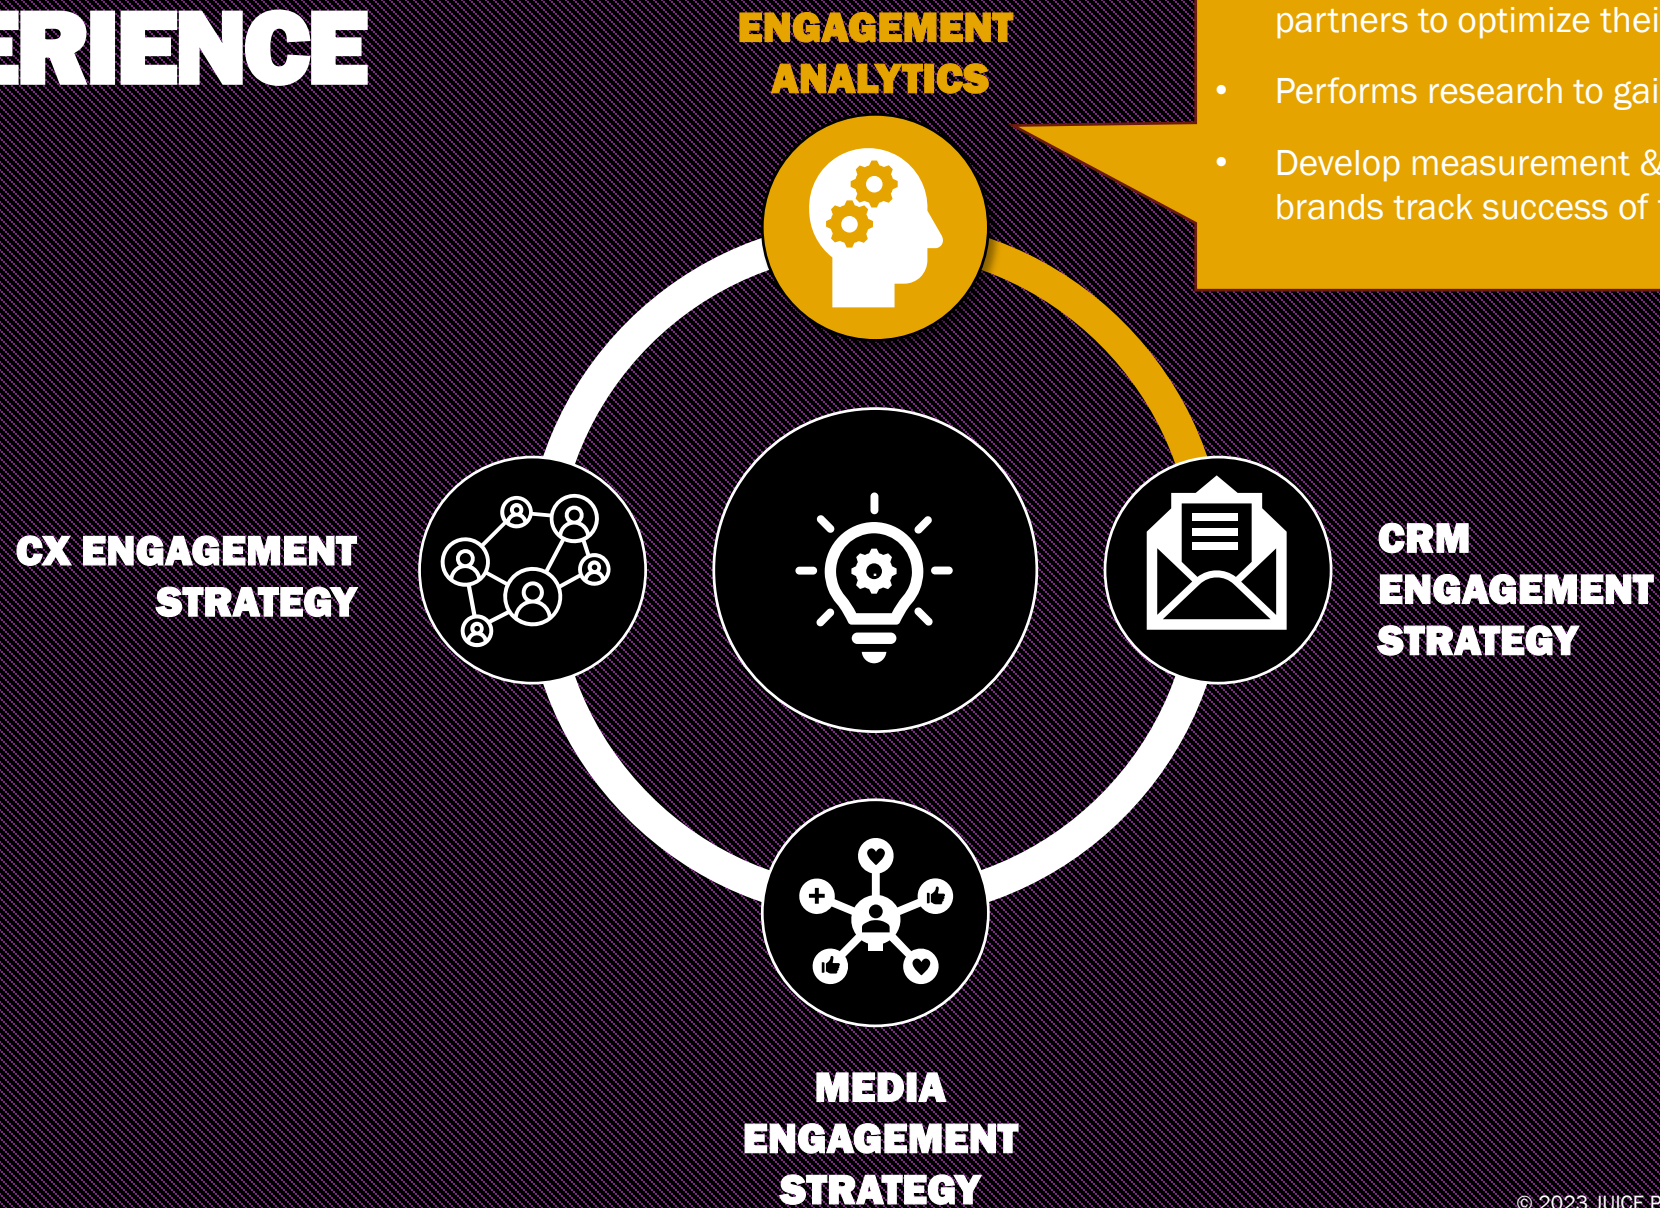 ERIENCE
ENGAGEMENT
ANALYTICS
partners to optimize thei
• Performs research to gai
• Develop measurement &
brands track success of
CX ENGAGEMENT
STRATEGY
CRM
ENGAGEMENT
STRATEGY
MEDIA
ENGAGEMENT
STRATEGY
© 2023 JUICE P